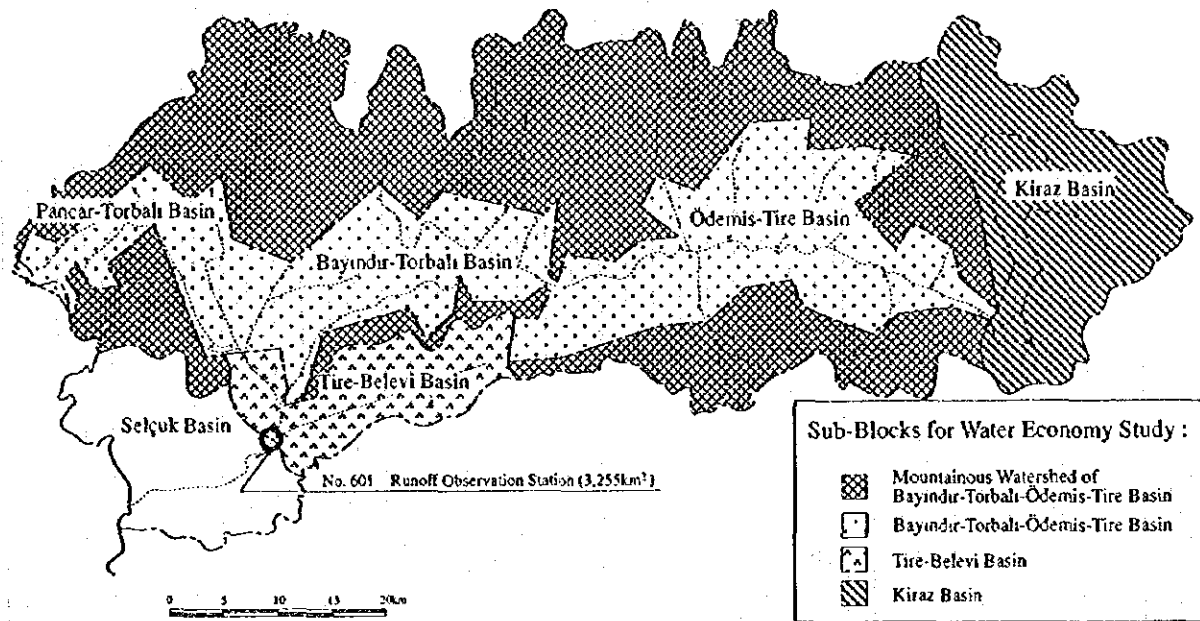 Pancar-Torbalı Basin
Bayındır-Torbalı Basin
Ödemis-Tire Basin
Kiraz Basin
Tire-Belevi Basin
Selçuk Basin
No. 601 Runoff Observation Station (3,255km²)
0 5 10 15 20km
Sub-Blocks for Water Economy Study :
Mountainous Watershed of
Bayındır-Torbalı-Ödemis-Tire Basin
Bayındır-Torbalı-Ödemis-Tire Basin
Tire-Belevi Basin
Kiraz Basin